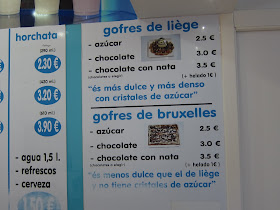 horchata
2.30 €
3.20 €
3.90 €
- agua 1,5 l.
- refrescos
- cerveza
gofres de liège
- azúcar 2.5 €
- chocolate 3.0 €
- chocolate con nata 3.5 €
(+ helado 1€)
"és más dulce y más denso
con cristales de azúcar"
gofres de bruxelles
- azúcar 2.5 €
- chocolate 3 €
- chocolate con nata 3.5 €
(+ helado 1€)
"és menos dulce que el de liège
y no tiene cristales de azúcar"